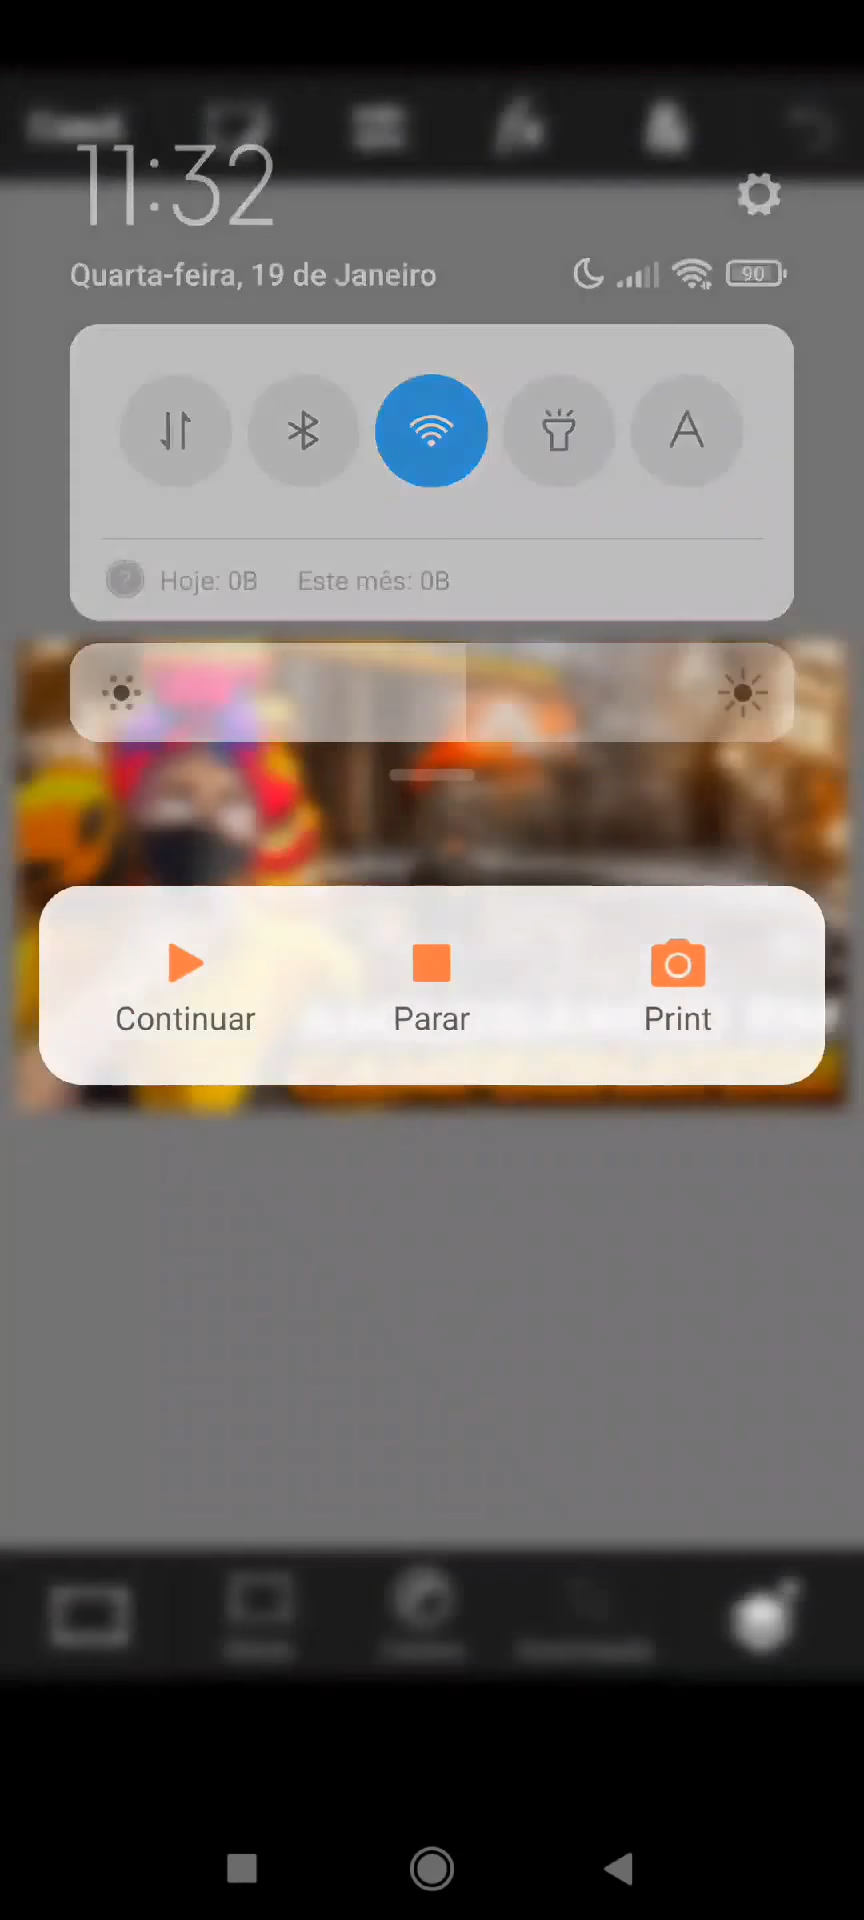 11:32
Quarta-feira, 19 de Janeiro
90
A
Hoje: 0B Este mês: 0B
Continuar Parar Print